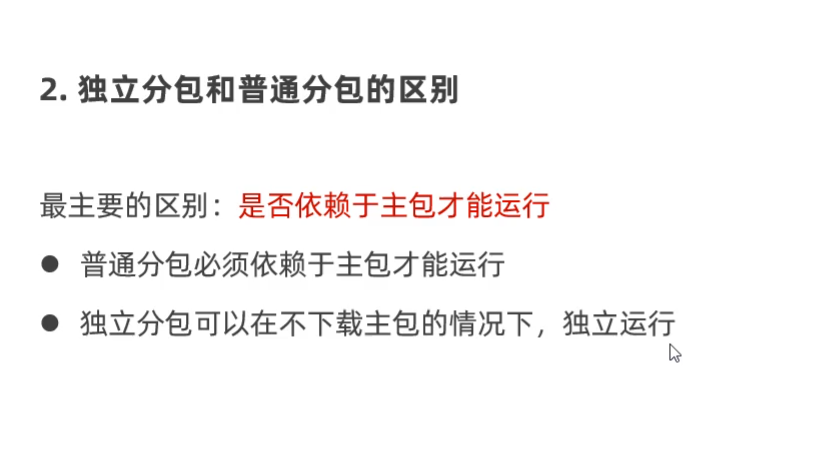 2. 独立分包和普通分包的区别
最主要的区别：是否依赖于主包才能运行
● 普通分包必须依赖于主包才能运行
● 独立分包可以在不下载主包的情况下，独立运行